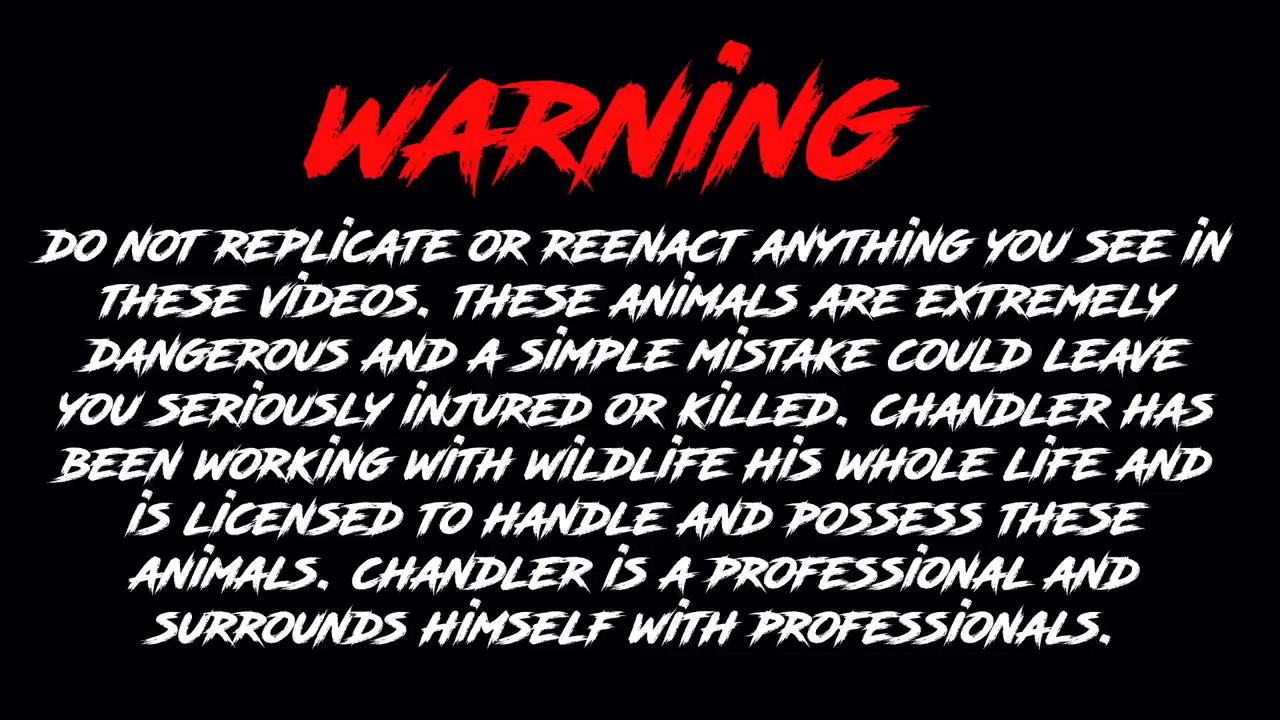 WARNING
DO NOT REPLICATE OR REENACT ANYTHING YOU SEE IN
THESE VIDEOS. THESE ANIMALS ARE EXTREMELY
DANGEROUS AND A SIMPLE MISTAKE COULD LEAVE
YOU SERIOUSLY INJURED OR KILLED. CHANDLER HAS
BEEN WORKING WITH WILDLIFE HIS WHOLE LIFE AND
IS LICENSED TO HANDLE AND POSSESS THESE
ANIMALS. CHANDLER IS A PROFESSIONAL AND
SURROUNDS HIMSELF WITH PROFESSIONALS.